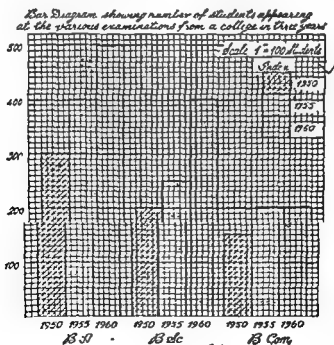 Bar Diagram showing number of students appearing
at the various examinations from a college in three years
500
Scale 1"=100 Students
Index
1950
400
1955
1960
300
200
100
1950 1955 1960 1950 1955 1960 1950 1955 1960
B A B Sc B Com